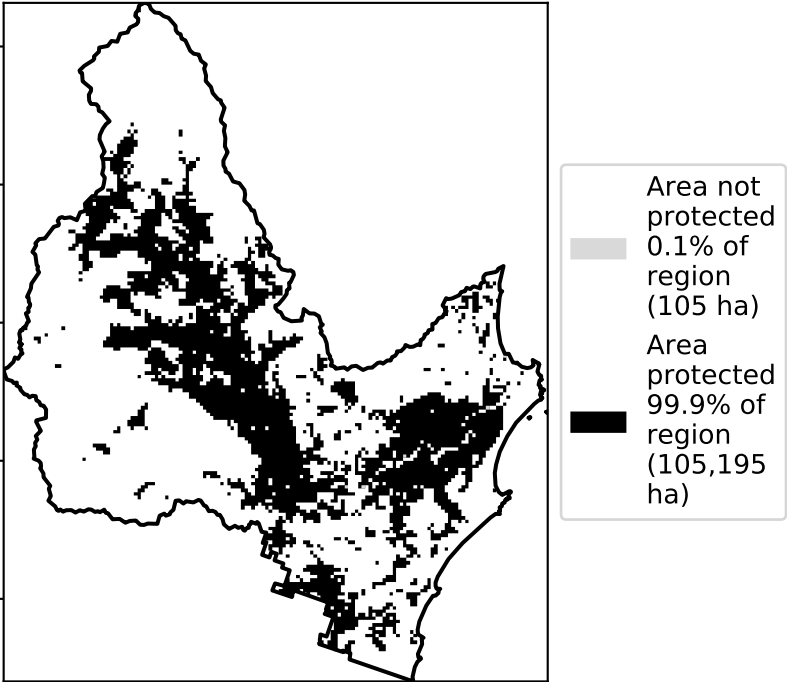 Area not
protected
0.1% of
region
(105 ha)
Area
protected
99.9% of
region
(105,195
ha)